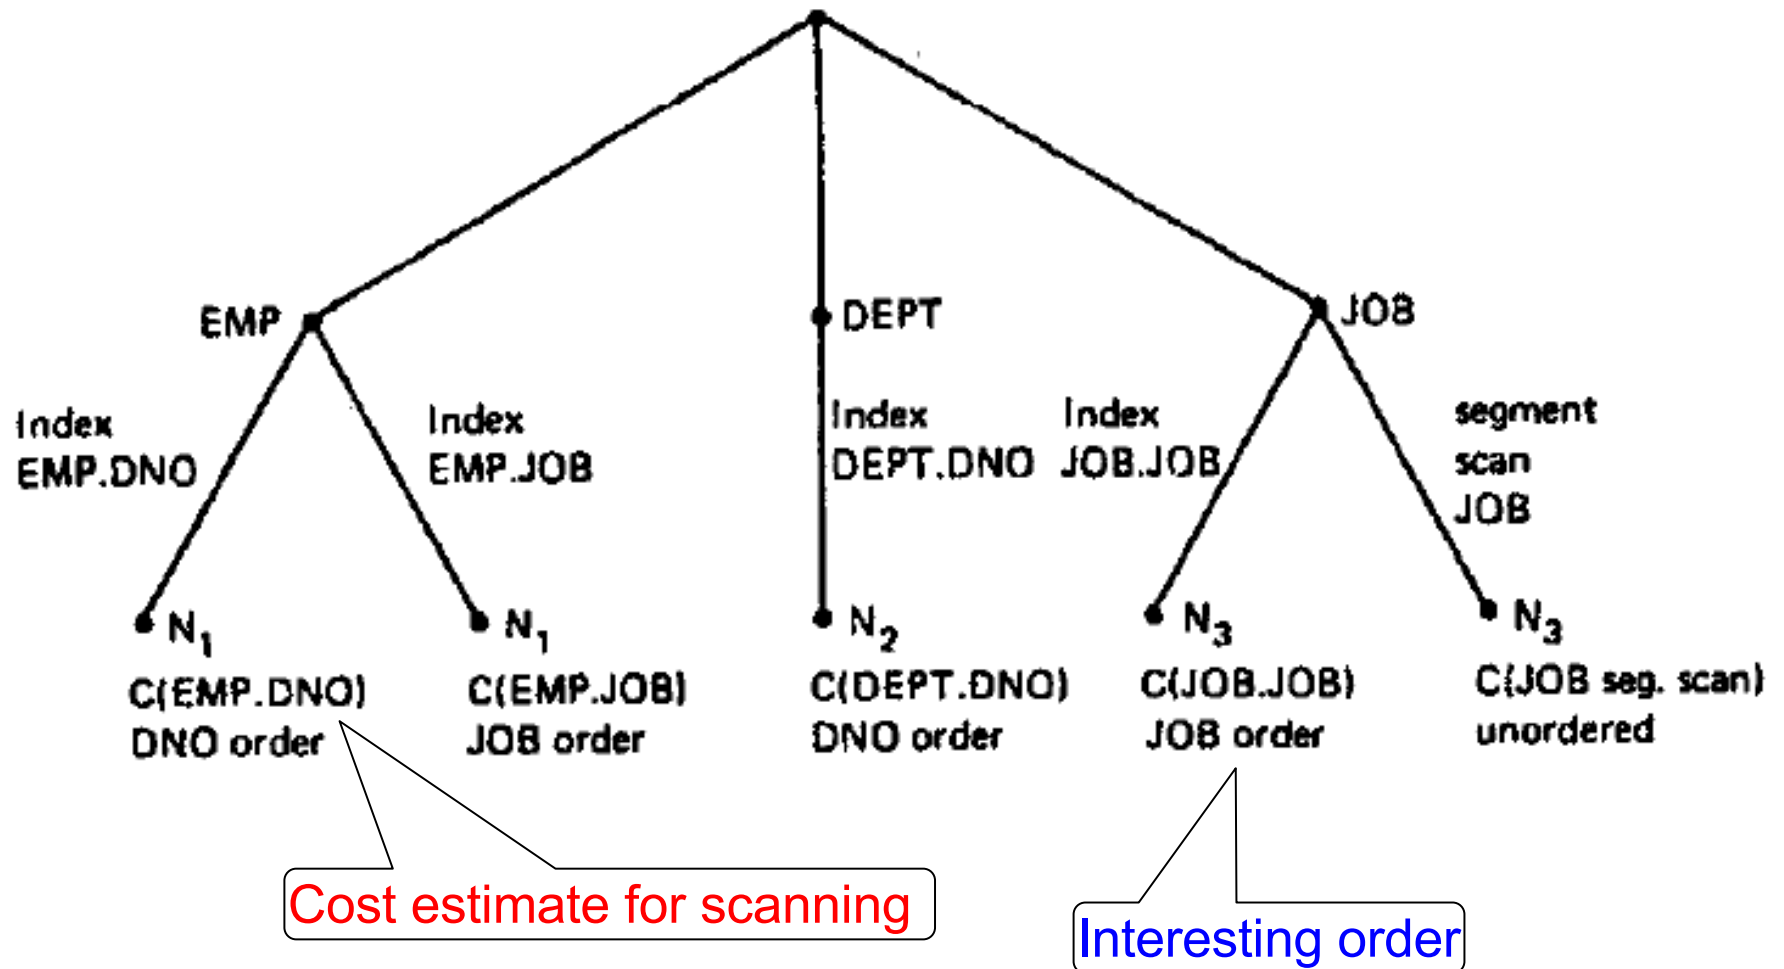 EMP
DEPT
JOB
Index
EMP.DNO
Index
EMP.JOB
Index
DEPT.DNO
Index
JOB.JOB
segment
scan
JOB
N1
C(EMP.DNO)
DNO order
N1
C(EMP.JOB)
JOB order
N2
C(DEPT.DNO)
DNO order
N3
C(JOB.JOB)
JOB order
N3
C(JOB seg. scan)
unordered
Cost estimate for scanning
Interesting order